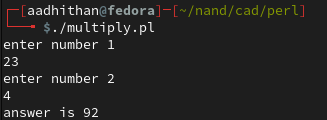 ┌─[aadhithan@fedora]─[~/nand/cad/perl]
└──╼ $./multiply.pl
enter number 1
23
enter number 2
4
answer is 92